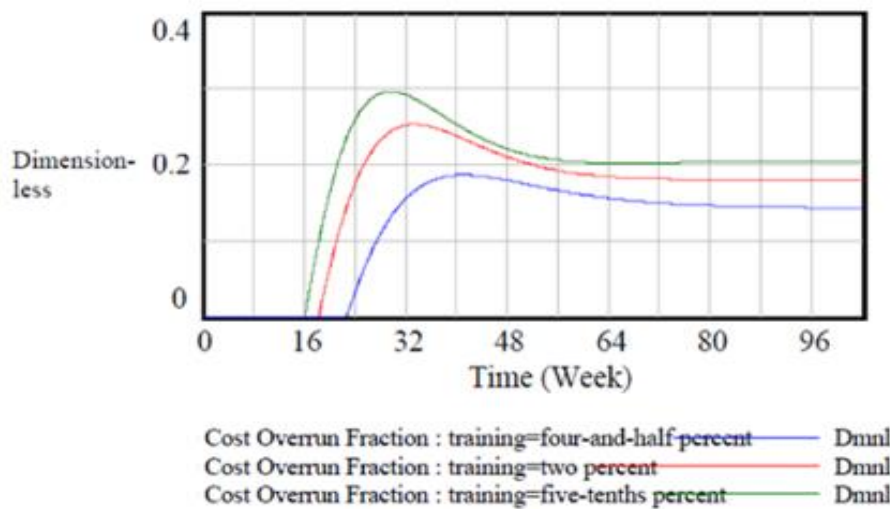 0.4
Dimension-
less
0.2
0
0 16 32 48 64 80 96
Time (Week)
Cost Overrun Fraction : training=four-and-half percent Dmnl
Cost Overrun Fraction : training=two percent Dmnl
Cost Overrun Fraction : training=five-tenths percent Dmnl